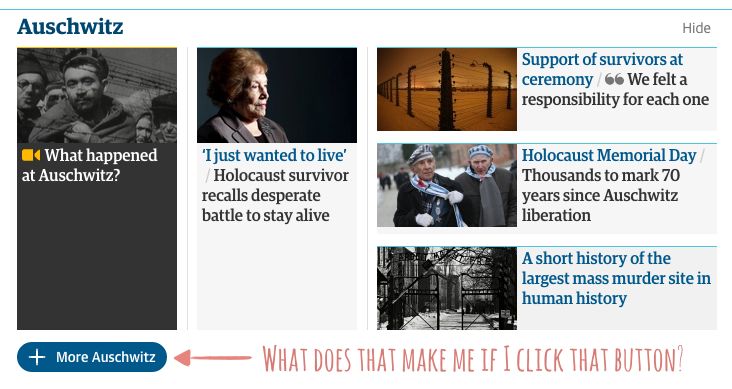 Auschwitz
Hide
What happened
at Auschwitz?
‘I just wanted to live’
/ Holocaust survivor
recalls desperate
battle to stay alive
Support of survivors at
ceremony / “ We felt a
responsibility for each one
Holocaust Memorial Day /
Thousands to mark 70
years since Auschwitz
liberation
A short history of the
largest mass murder site in
human history
+ More Auschwitz
WHAT DOES THAT MAKE ME IF I CLICK THAT BUTTON?